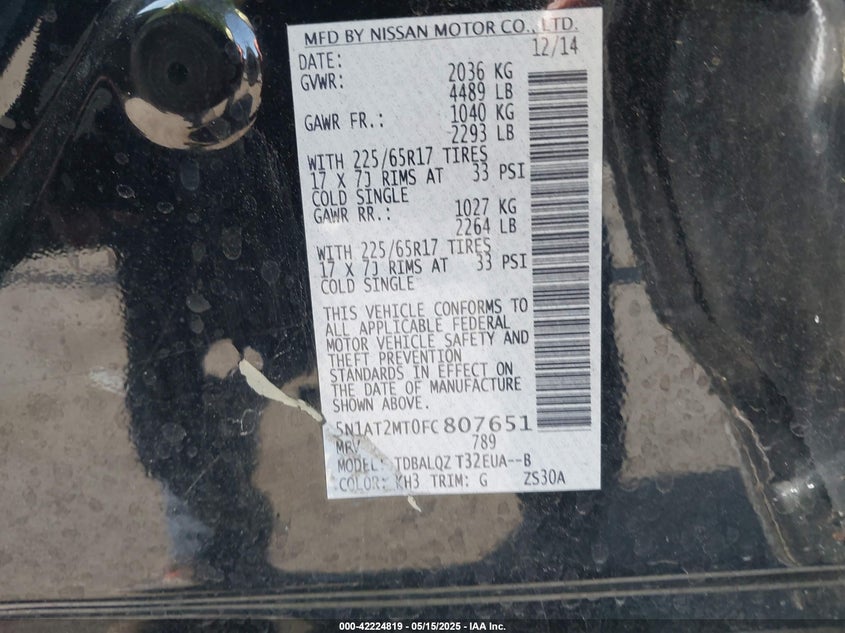 MFD BY NISSAN MOTOR CO., LTD.
DATE: 12/14
GVWR: 2036 KG
4489 LB
GAWR FR.: 1040 KG
2293 LB
WITH 225/65R17 TIRES
17 X 7J RIMS AT 33 PSI
COLD SINGLE
GAWR RR.: 1027 KG
2264 LB
WITH 225/65R17 TIRES
17 X 7J RIMS AT 33 PSI
COLD SINGLE
THIS VEHICLE CONFORMS TO
ALL APPLICABLE FEDERAL
MOTOR VEHICLE SAFETY AND
THEFT PREVENTION
STANDARDS IN EFFECT ON
THE DATE OF MANUFACTURE
SHOWN ABOVE.
5N1AT2MT0FC807651
789
MODEL: TDBALQZ T32EUA--B
COLOR: KH3 TRIM: G ZS30A
000-42224819 - 05/15/2025 - IAA Inc.